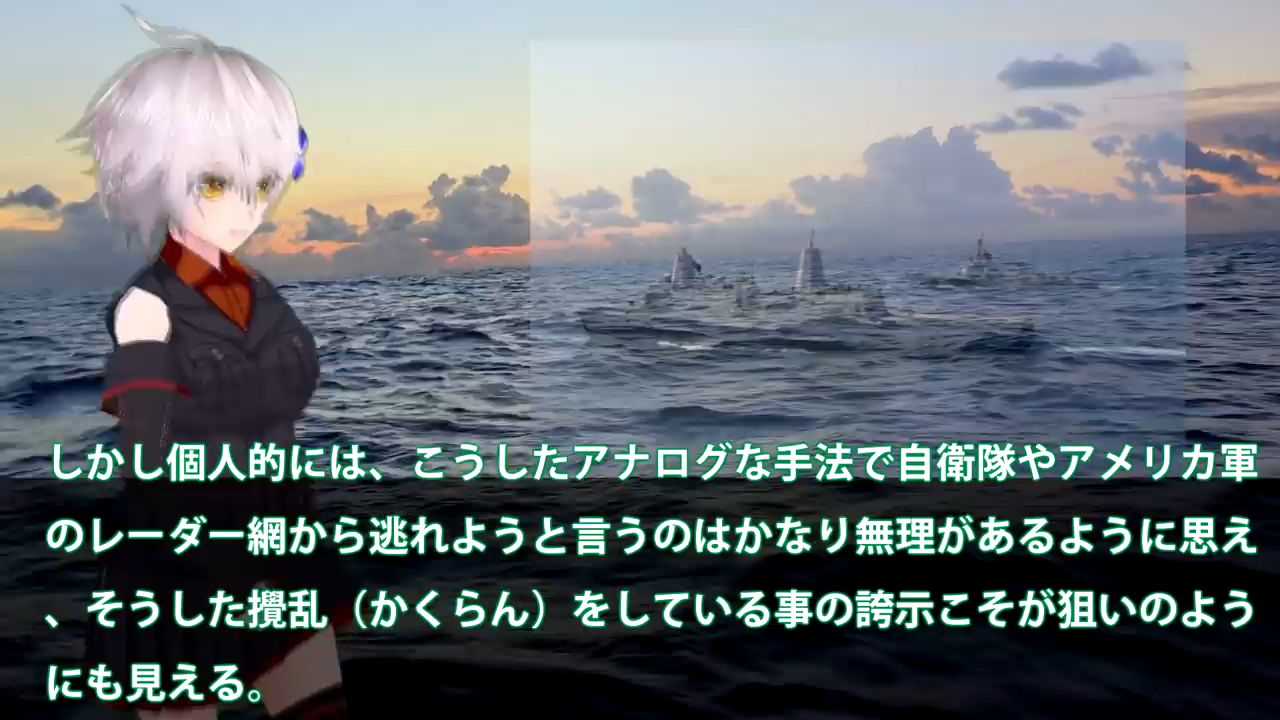 しかし個人的には、こうしたアナログな手法で自衛隊やアメリカ軍
のレーダー網から逃れようと言うのはかなり無理があるように思え
、そうした攪乱（かくらん）をしている事の誇示こそが狙いのよう
にも見える。